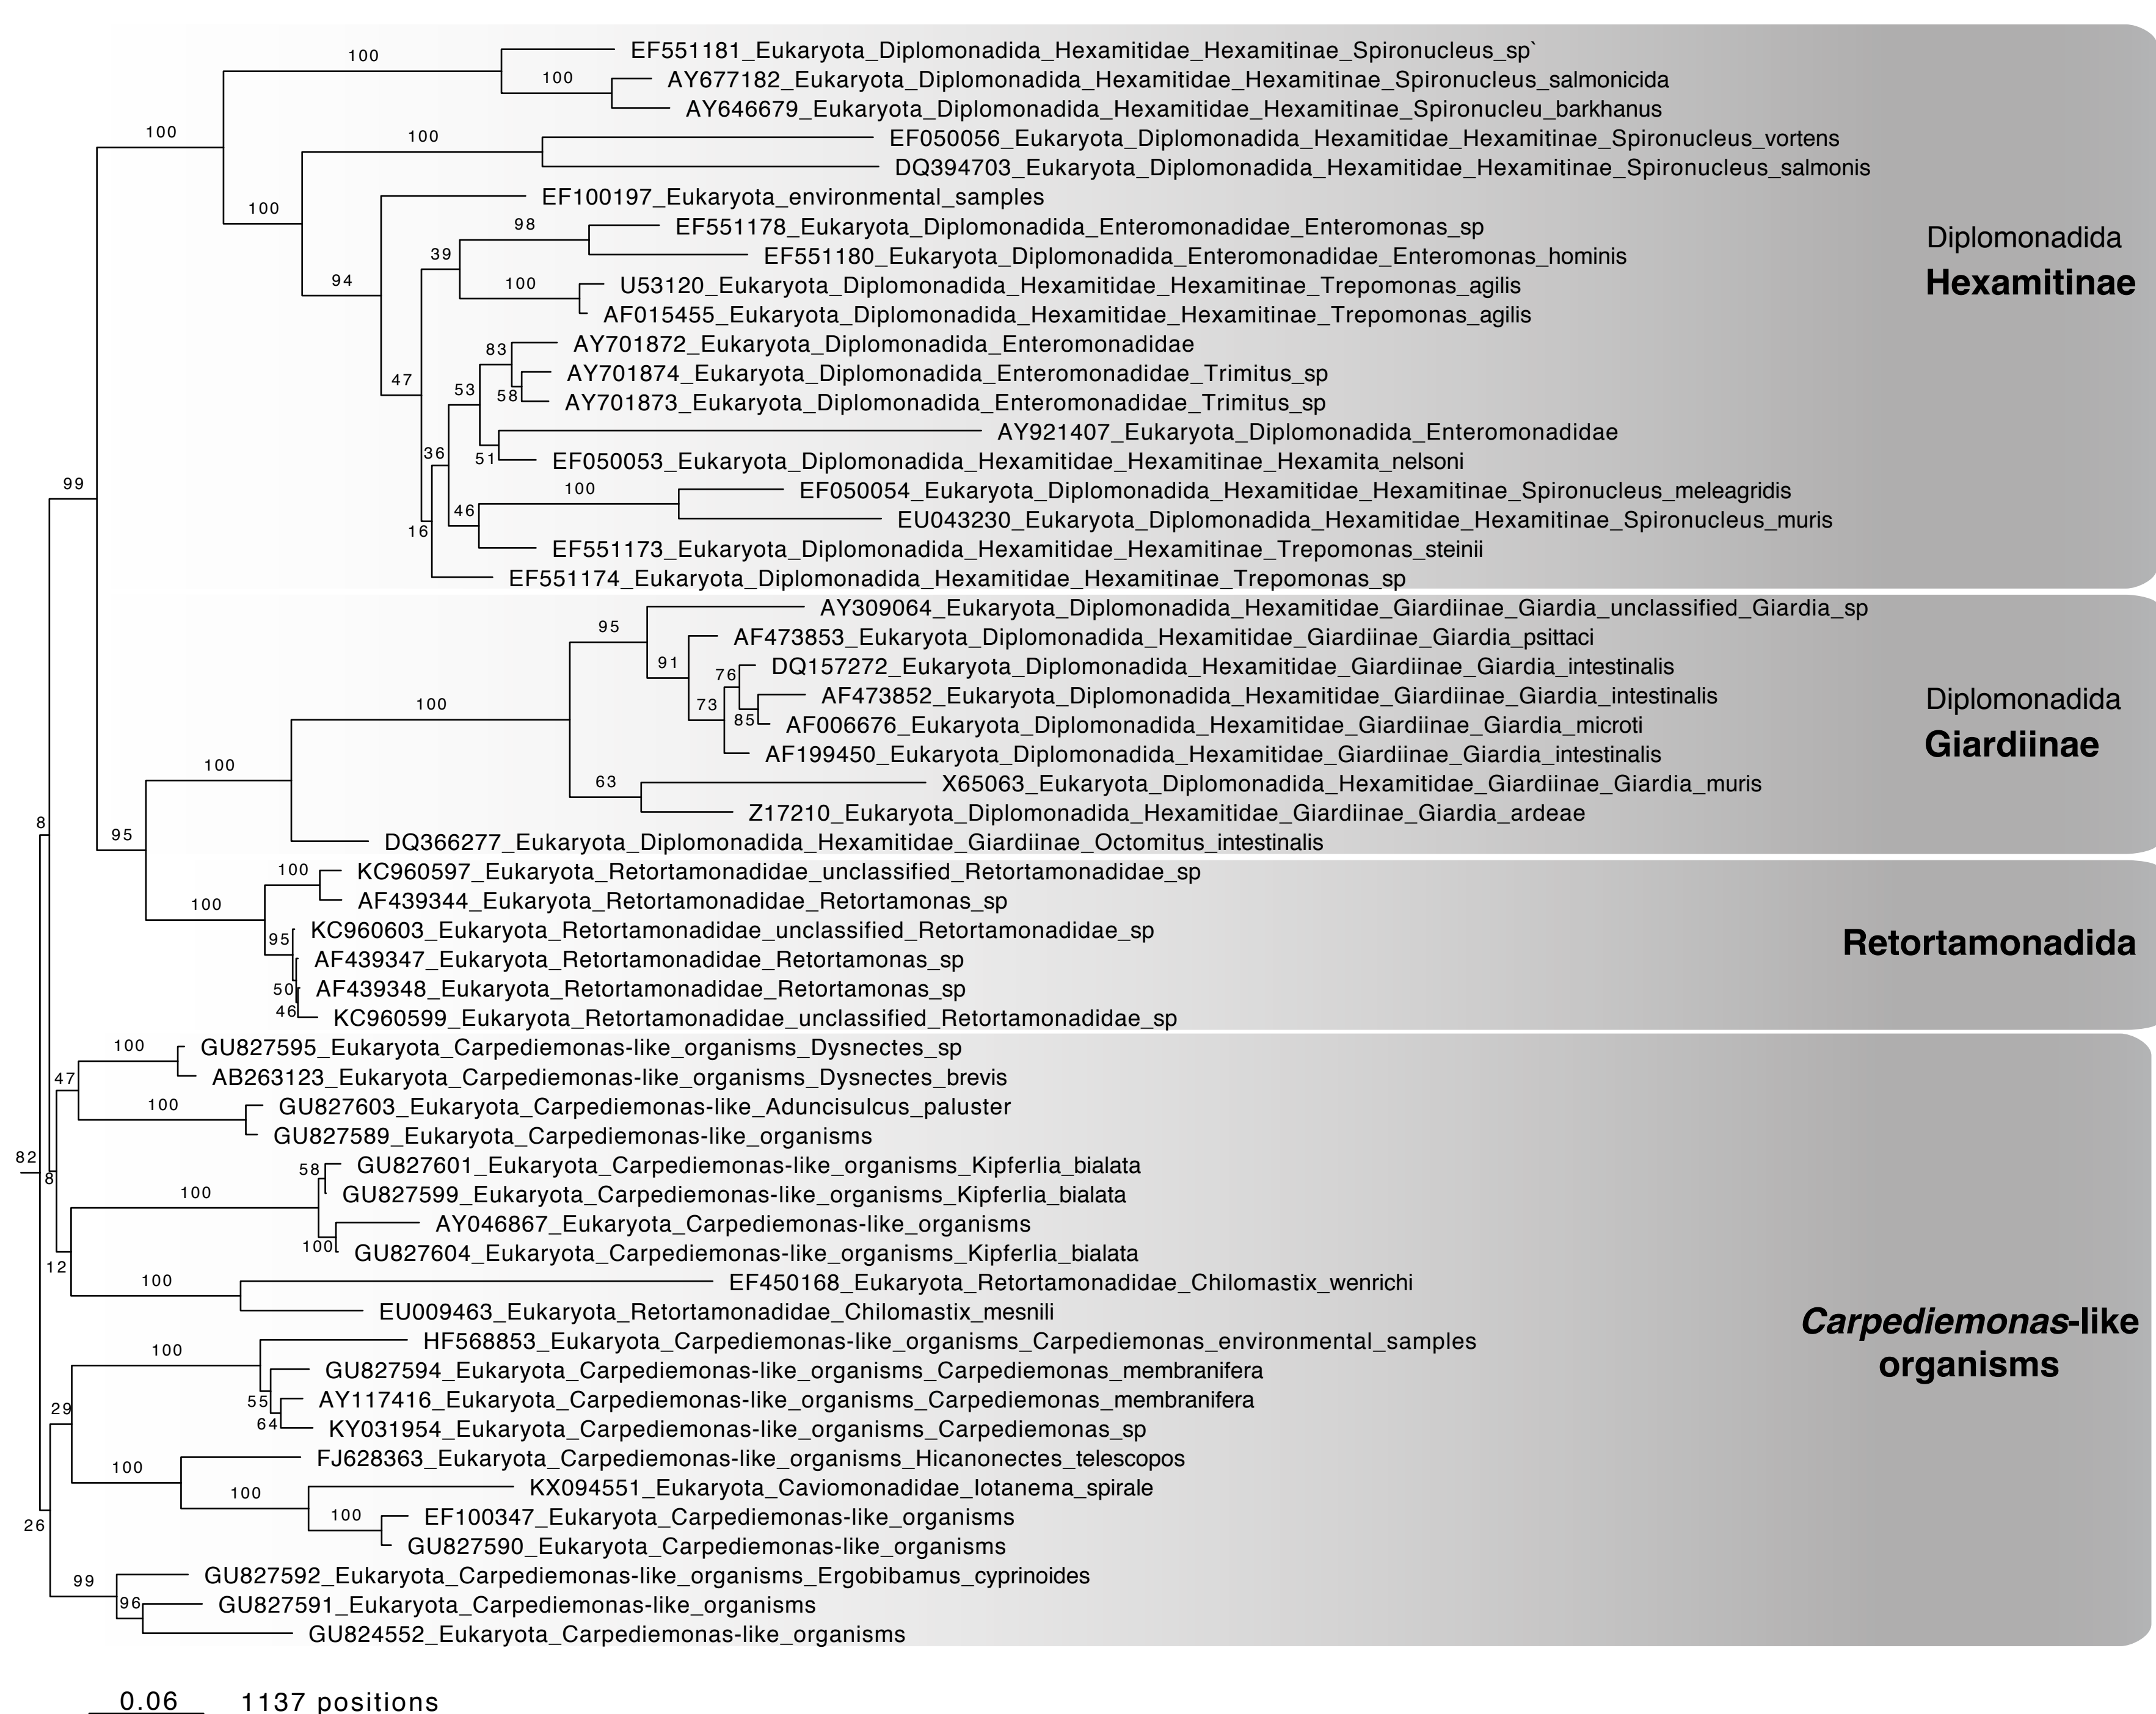 100
EF551181_Eukaryota_Diplomonadida_Hexamitidae_Hexamitinae_Spironucleus_sp`
100
AY677182_Eukaryota_Diplomonadida_Hexamitidae_Hexamitinae_Spironucleus_salmonicida
AY646679_Eukaryota_Diplomonadida_Hexamitidae_Hexamitinae_Spironucleu_barkhanus
100
100
EF050056_Eukaryota_Diplomonadida_Hexamitidae_Hexamitinae_Spironucleus_vortens
DQ394703_Eukaryota_Diplomonadida_Hexamitidae_Hexamitinae_Spironucleus_salmonis
100
EF100197_Eukaryota_environmental_samples
98
EF551178_Eukaryota_Diplomonadida_Enteromonadidae_Enteromonas_sp
Diplomonadida
39
EF551180_Eukaryota_Diplomonadida_Enteromonadidae_Enteromonas_hominis
94
100
U53120_Eukaryota_Diplomonadida_Hexamitidae_Hexamitinae_Trepomonas_agilis
Hexamitinae
AF015455_Eukaryota_Diplomonadida_Hexamitidae_Hexamitinae_Trepomonas_agilis
83
AY701872_Eukaryota_Diplomonadida_Enteromonadidae
47
AY701874_Eukaryota_Diplomonadida_Enteromonadidae_Trimitus_sp
53
58
AY701873_Eukaryota_Diplomonadida_Enteromonadidae_Trimitus_sp
AY921407_Eukaryota_Diplomonadida_Enteromonadidae
36
51
EF050053_Eukaryota_Diplomonadida_Hexamitidae_Hexamitinae_Hexamita_nelsoni
99
100
EF050054_Eukaryota_Diplomonadida_Hexamitidae_Hexamitinae_Spironucleus_meleagridis
46
EU043230_Eukaryota_Diplomonadida_Hexamitidae_Hexamitinae_Spironucleus_muris
16
EF551173_Eukaryota_Diplomonadida_Hexamitidae_Hexamitinae_Trepomonas_steinii
EF551174_Eukaryota_Diplomonadida_Hexamitidae_Hexamitinae_Trepomonas_sp
AY309064_Eukaryota_Diplomonadida_Hexamitidae_Giardiinae_Giardia_unclassified_Giardia_sp
95
AF473853_Eukaryota_Diplomonadida_Hexamitidae_Giardiinae_Giardia_psittaci
91
76
DQ157272_Eukaryota_Diplomonadida_Hexamitidae_Giardiinae_Giardia_intestinalis
100
73
AF473852_Eukaryota_Diplomonadida_Hexamitidae_Giardiinae_Giardia_intestinalis
Diplomonadida
85
AF006676_Eukaryota_Diplomonadida_Hexamitidae_Giardiinae_Giardia_microti
Giardiinae
AF199450_Eukaryota_Diplomonadida_Hexamitidae_Giardiinae_Giardia_intestinalis
100
63
X65063_Eukaryota_Diplomonadida_Hexamitidae_Giardiinae_Giardia_muris
Z17210_Eukaryota_Diplomonadida_Hexamitidae_Giardiinae_Giardia_ardeae
8
95
DQ366277_Eukaryota_Diplomonadida_Hexamitidae_Giardiinae_Octomitus_intestinalis
100
KC960597_Eukaryota_Retortamonadidae_unclassified_Retortamonadidae_sp
100
AF439344_Eukaryota_Retortamonadidae_Retortamonas_sp
95
KC960603_Eukaryota_Retortamonadidae_unclassified_Retortamonadidae_sp
Retortamonadida
AF439347_Eukaryota_Retortamonadidae_Retortamonas_sp
50
AF439348_Eukaryota_Retortamonadidae_Retortamonas_sp
46
KC960599_Eukaryota_Retortamonadidae_unclassified_Retortamonadidae_sp
100
GU827595_Eukaryota_Carpediemonas-like_organisms_Dysnectes_sp
47
AB263123_Eukaryota_Carpediemonas-like_organisms_Dysnectes_brevis
100
GU827603_Eukaryota_Carpediemonas-like_Aduncisulcus_paluster
GU827589_Eukaryota_Carpediemonas-like_organisms
82
8
58
GU827601_Eukaryota_Carpediemonas-like_organisms_Kipferlia_bialata
100
GU827599_Eukaryota_Carpediemonas-like_organisms_Kipferlia_bialata
AY046867_Eukaryota_Carpediemonas-like_organisms
100
GU827604_Eukaryota_Carpediemonas-like_organisms_Kipferlia_bialata
12
100
EF450168_Eukaryota_Retortamonadidae_Chilomastix_wenrichi
EU009463_Eukaryota_Retortamonadidae_Chilomastix_mesnili
Carpediemonas-like
organisms
100
HF568853_Eukaryota_Carpediemonas-like_organisms_Carpediemonas_environmental_samples
GU827594_Eukaryota_Carpediemonas-like_organisms_Carpediemonas_membranifera
29
55
AY117416_Eukaryota_Carpediemonas-like_organisms_Carpediemonas_membranifera
64
KY031954_Eukaryota_Carpediemonas-like_organisms_Carpediemonas_sp
100
FJ628363_Eukaryota_Carpediemonas-like_organisms_Hicanonectes_telescopos
100
KX094551_Eukaryota_Caviomonadidae_Iotanema_spirale
26
100
EF100347_Eukaryota_Carpediemonas-like_organisms
GU827590_Eukaryota_Carpediemonas-like_organisms
99
GU827592_Eukaryota_Carpediemonas-like_organisms_Ergobibamus_cyprinoides
96
GU827591_Eukaryota_Carpediemonas-like_organisms
GU824552_Eukaryota_Carpediemonas-like_organisms
0.06 1137 positions